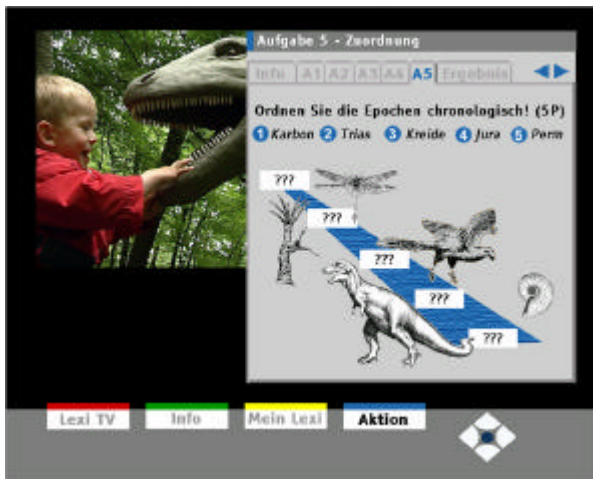 Aufgabe 5 - Zuordnung
Info A1 A2 A3 A4 A5 Ergebnis
Ordnen Sie die Epochen chronologisch! (5P)
1 Karbon 2 Trias 3 Kreide 4 Jura 5 Perm
???
???
???
???
???
Lexi TV Info Mein Lexi Aktion